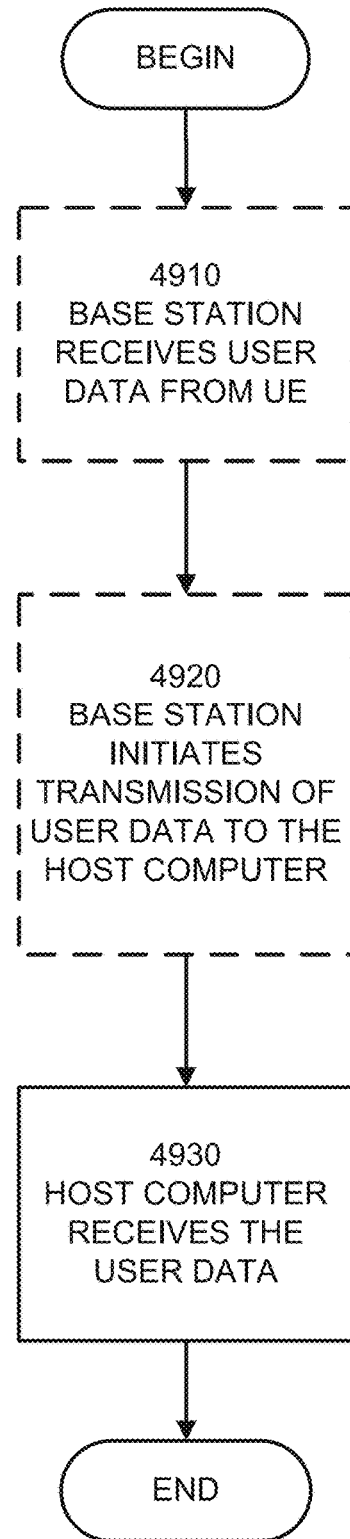 BEGIN
4910
BASE STATION
RECEIVES USER
DATA FROM UE
4920
BASE STATION
INITIATES
TRANSMISSION OF
USER DATA TO THE
HOST COMPUTER
4930
HOST COMPUTER
RECEIVES THE
USER DATA
END